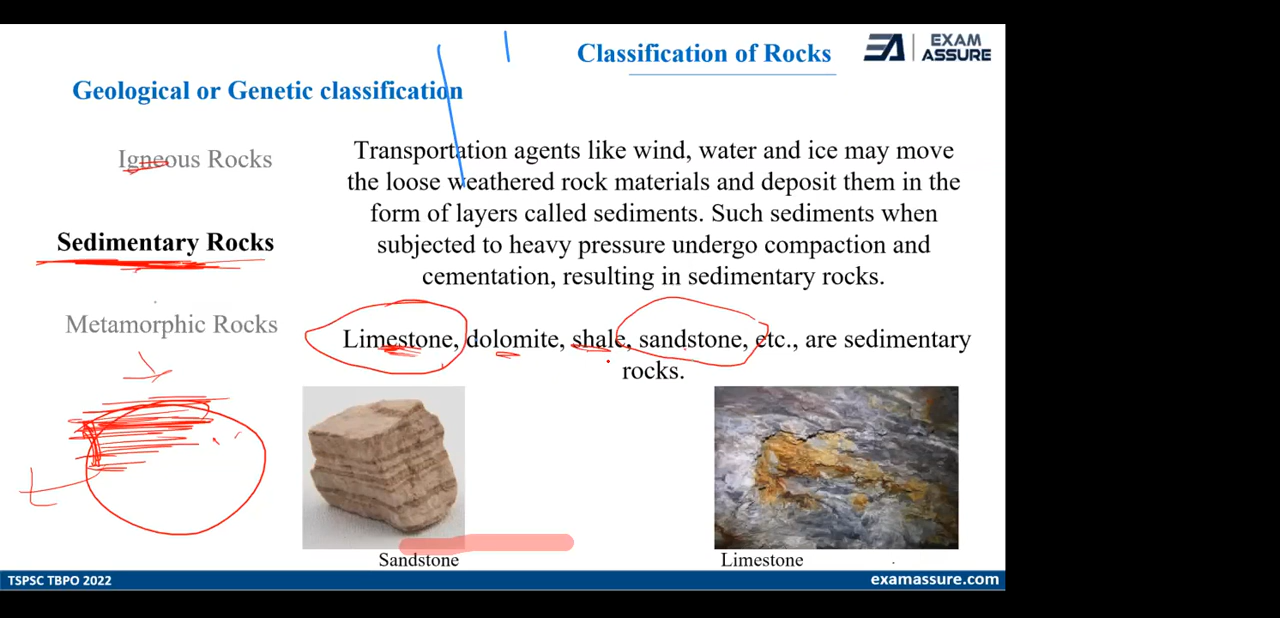 Classification of Rocks
EXAM
ASSURE
Geological or Genetic classification
Igneous Rocks
Sedimentary Rocks
Metamorphic Rocks
Transportation agents like wind, water and ice may move
the loose weathered rock materials and deposit them in the
form of layers called sediments. Such sediments when
subjected to heavy pressure undergo compaction and
cementation, resulting in sedimentary rocks.
Limestone, dolomite, shale, sandstone, etc., are sedimentary
rocks.
Sandstone
Limestone
TSPSC TBPO 2022
examassure.com